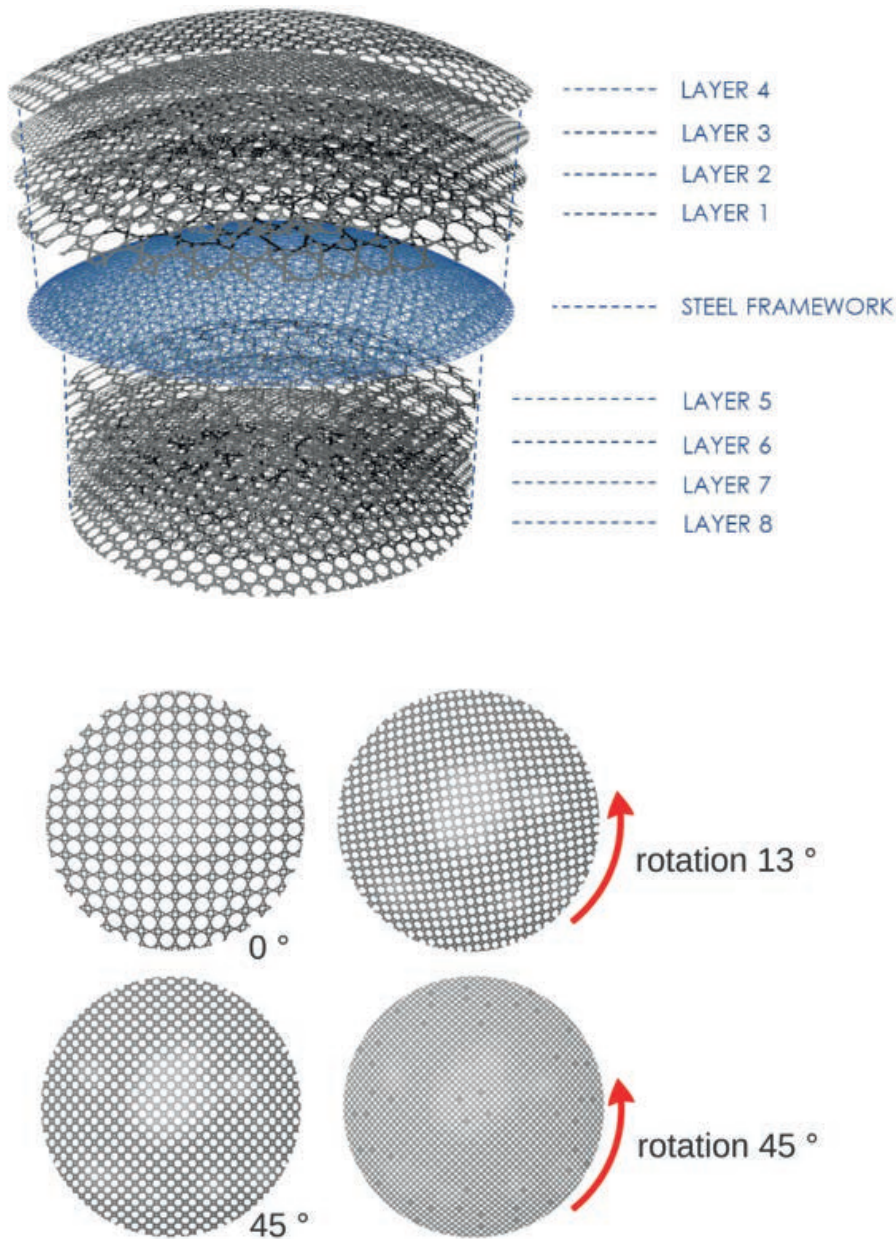 LAYER 4
LAYER 3
LAYER 2
LAYER 1
STEEL FRAMEWORK
LAYER 5
LAYER 6
LAYER 7
LAYER 8
rotation 13 °
0 °
rotation 45 °
45 °